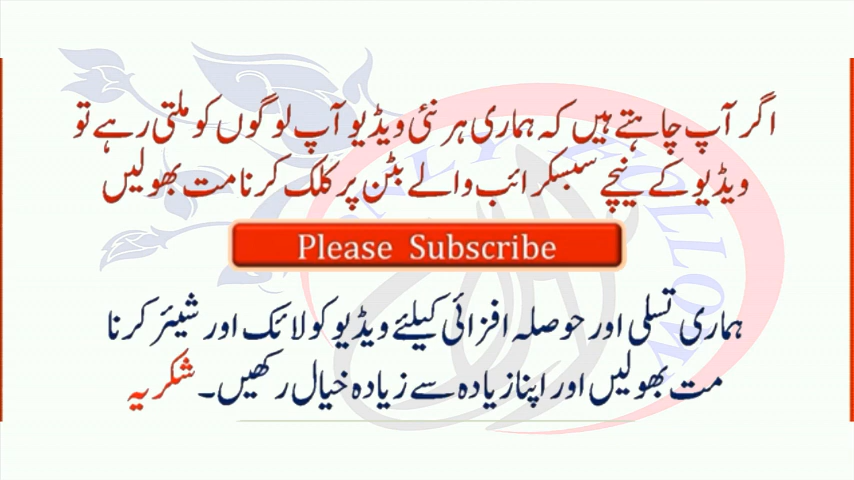 اگر آپ چاہتے ہیں کہ ہماری ہر نئی ویڈیو آپ لوگوں کو ملتی رہے تو
ویڈیو کے نیچے سبسکرائب والے بٹن پر کلک کرنا مت بھولیں
Please Subscribe
ہماری تسلی اور حوصلہ افزائی کیلئے ویڈیو کو لائک اور شیئر کرنا
مت بھولیں اور اپنا زیادہ سے زیادہ خیال رکھیں۔ شکریہ
FOLLOW